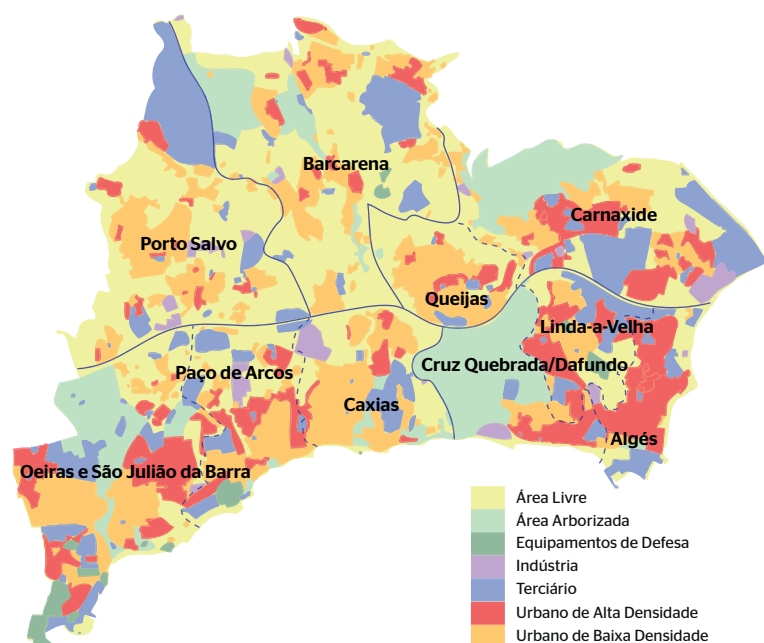 Barcarena
Carnaxide
Porto Salvo
Queijas
Linda-a-Velha
Paço de Arcos
Cruz Quebrada/Dafundo
Caxias
Algés
Oeiras e São Julião da Barra
Área Livre
Área Arborizada
Equipamentos de Defesa
Indústria
Terciário
Urbano de Alta Densidade
Urbano de Baixa Densidade